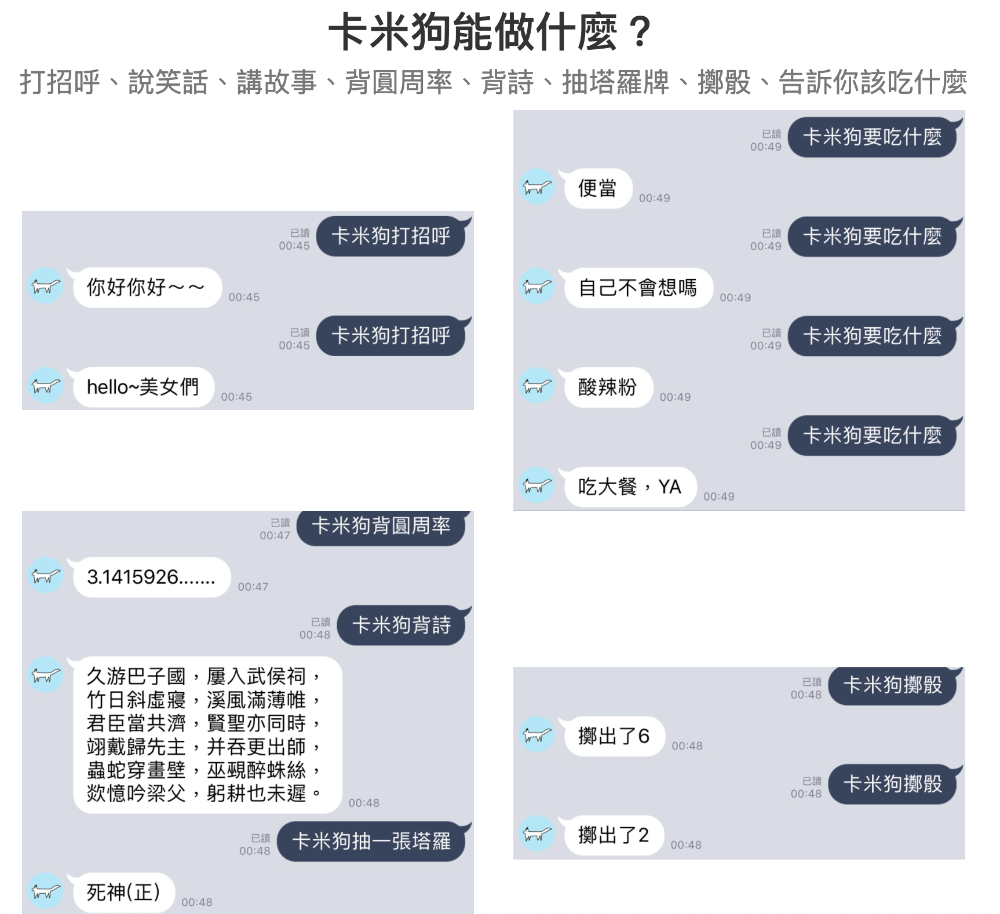 卡米狗能做什麼？
打招呼、說笑話、講故事、背圓周率、背詩、抽塔羅牌、擲骰、告訴你該吃什麼
卡米狗打招呼
已讀
00:45
你好你好～～
00:45
卡米狗打招呼
已讀
00:45
hello~美女們
00:45
卡米狗要吃什麼
已讀
00:49
便當
00:49
卡米狗要吃什麼
已讀
00:49
自己不會想嗎
00:49
卡米狗要吃什麼
已讀
00:49
酸辣粉
00:49
卡米狗要吃什麼
已讀
00:49
吃大餐，YA
00:49
卡米狗背圓周率
已讀
00:47
3.1415926.......
00:47
卡米狗背詩
已讀
00:48
久游巴子國，屢入武侯祠，
竹日斜虛寢，溪風滿薄帷，
君臣當共濟，賢聖亦同時，
翊戴歸先主，并吞更出師，
蟲蛇穿畫壁，巫覡醉蛛絲，
欻憶吟梁父，躬耕也未遲。
00:48
卡米狗抽一張塔羅
已讀
00:48
死神(正)
00:48
卡米狗擲骰
已讀
00:48
擲出了6
00:48
卡米狗擲骰
已讀
00:48
擲出了2
00:48